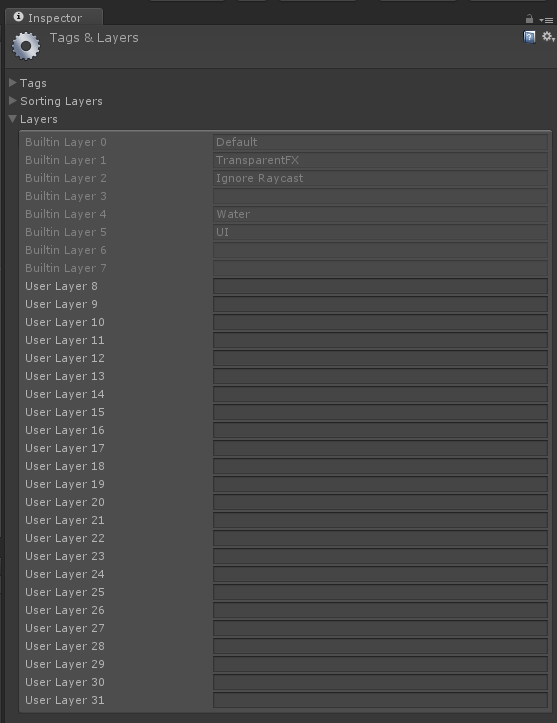 Inspector
Tags & Layers
Tags
Sorting Layers
Layers
Builtin Layer 0 Default
Builtin Layer 1 TransparentFX
Builtin Layer 2 Ignore Raycast
Builtin Layer 3
Builtin Layer 4 Water
Builtin Layer 5 UI
Builtin Layer 6
Builtin Layer 7
User Layer 8
User Layer 9
User Layer 10
User Layer 11
User Layer 12
User Layer 13
User Layer 14
User Layer 15
User Layer 16
User Layer 17
User Layer 18
User Layer 19
User Layer 20
User Layer 21
User Layer 22
User Layer 23
User Layer 24
User Layer 25
User Layer 26
User Layer 27
User Layer 28
User Layer 29
User Layer 30
User Layer 31